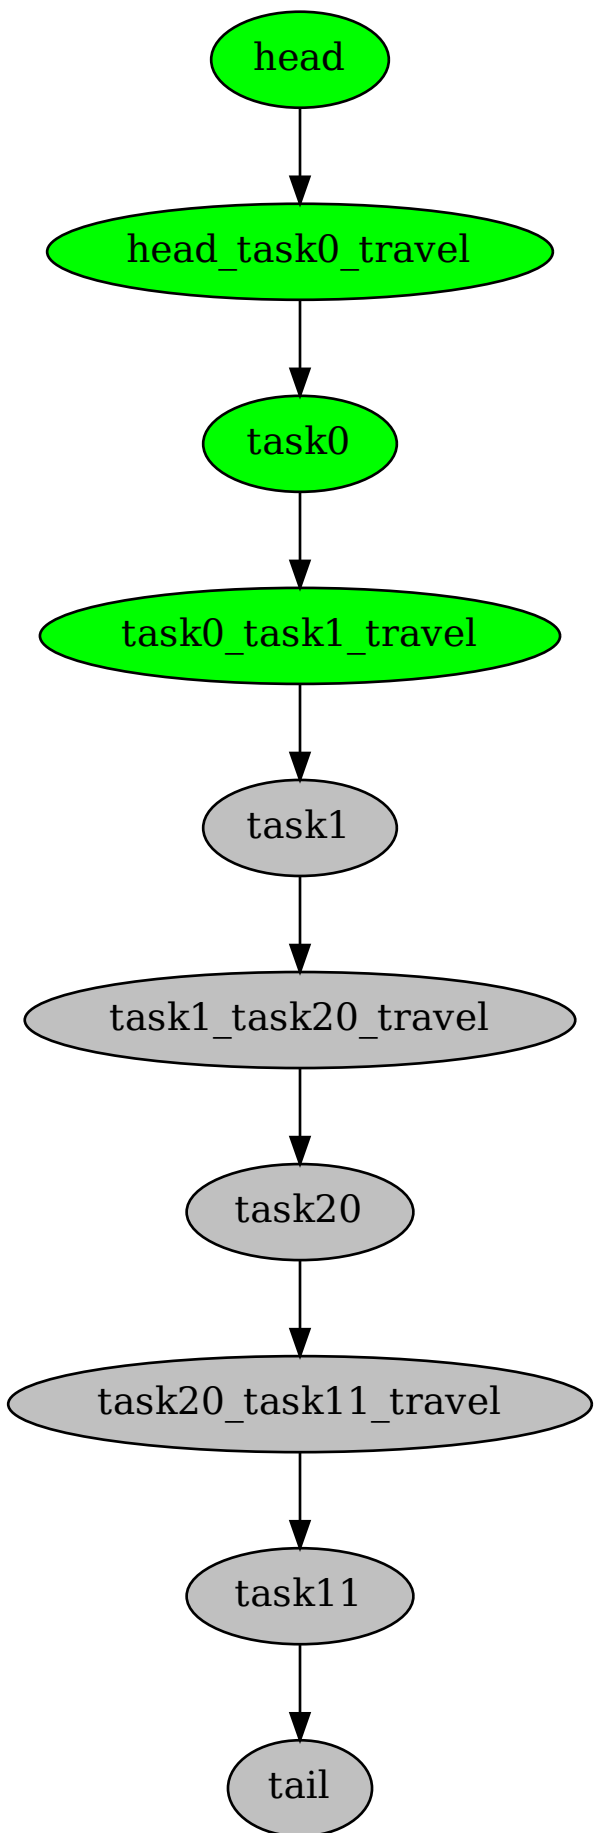 head
head_task0_travel
task0
task0_task1_travel
task1
task1_task20_travel
task20
task20_task11_travel
task11
tail